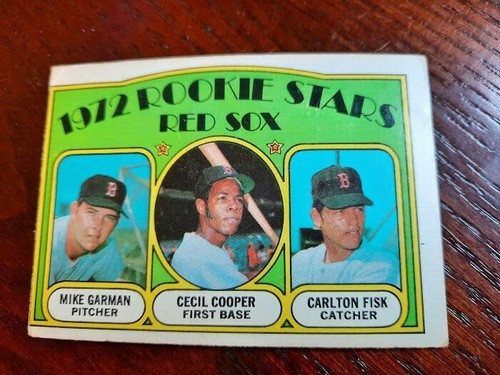 1972 ROOKIE STARS
RED SOX
B
B
MIKE GARMAN
PITCHER
CECIL COOPER
FIRST BASE
CARLTON FISK
CATCHER